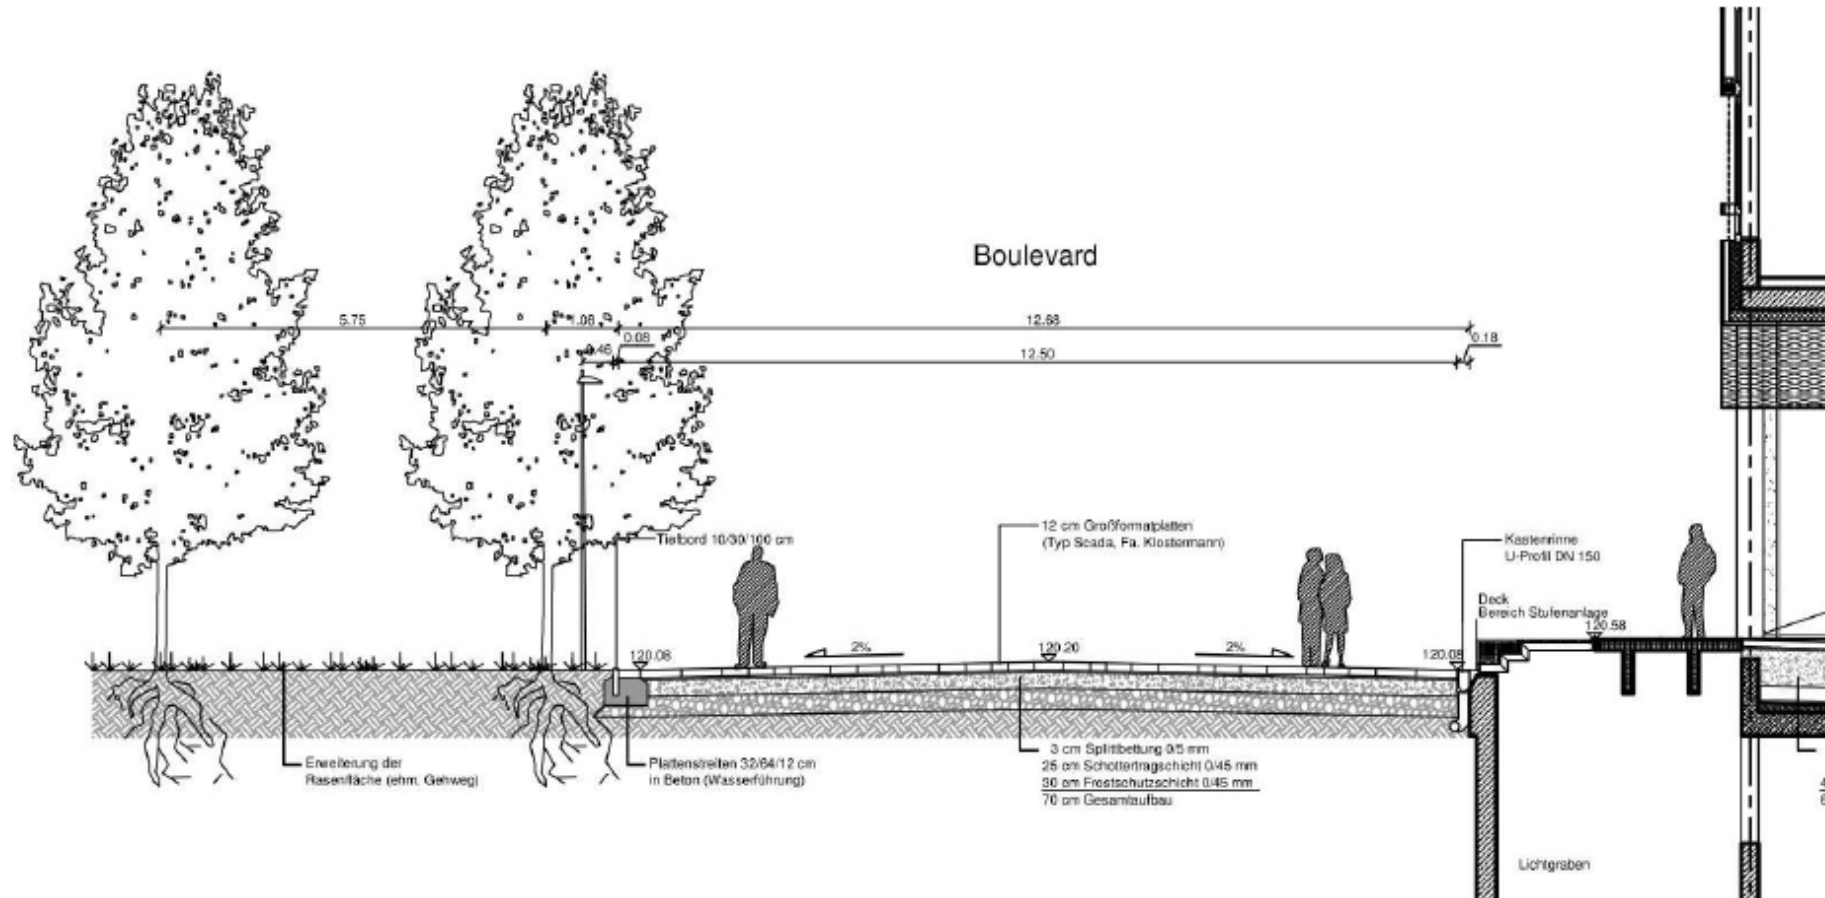 Boulevard
5.75
1.08
12.68
0.46
0.08
12.50
0.18
12 cm Großformatplatten
(Typ Scada, Fa. Klostermann)
Tiefbord 10/30/100 cm
Kastenrinne
U-Profil DN 150
Deck
Bereich Stufenanlage
120.58
120.08
2%
120.20
2%
120.08
Erweiterung der
Rasenfläche (ehm. Gehweg)
Plattenstreifen 32/64/12 cm
in Beton (Wasserführung)
3 cm Splittbettung 0/5 mm
25 cm Schottertragschicht 0/45 mm
30 cm Frostschutzschicht 0/45 mm
70 cm Gesamtaufbau
Lichtgraben